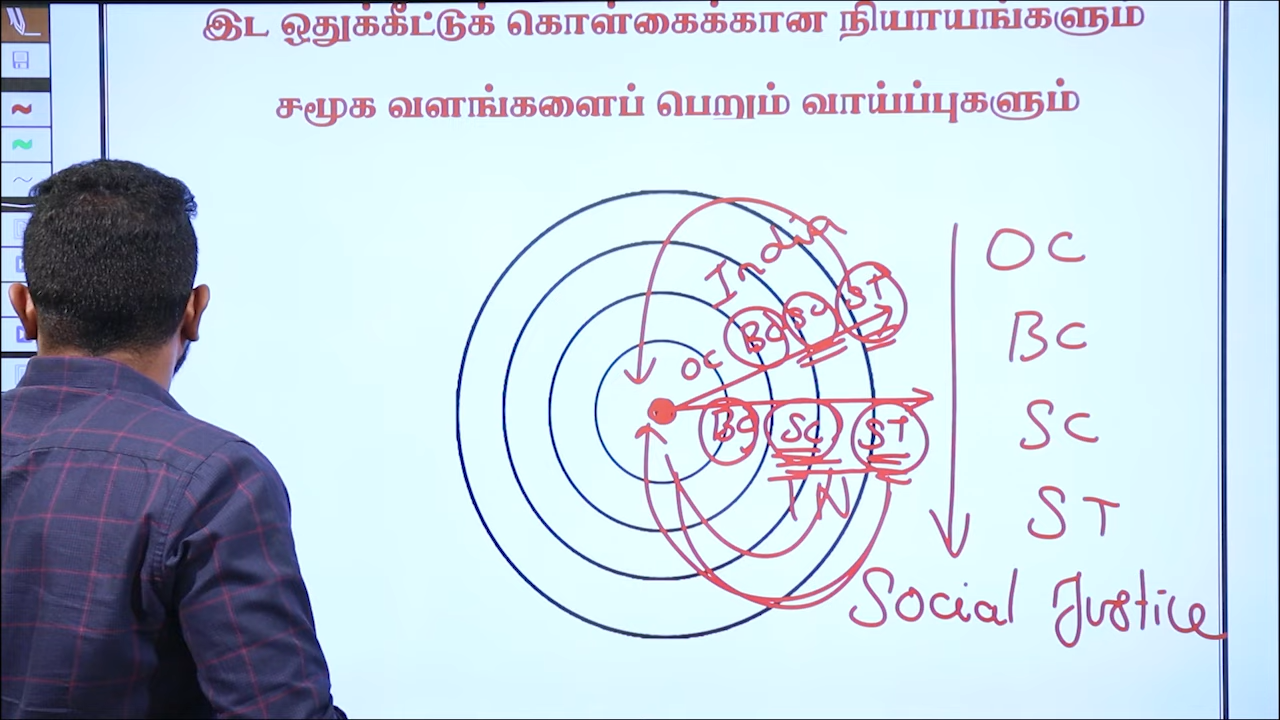 இட ஒதுக்கீட்டுக் கொள்கைக்கான நியாயங்களும்
சமூக வளங்களைப் பெறும் வாய்ப்புகளும்
India
OC BC SC ST
BC SC ST
TN
OC
BC
SC
ST
Social Justice